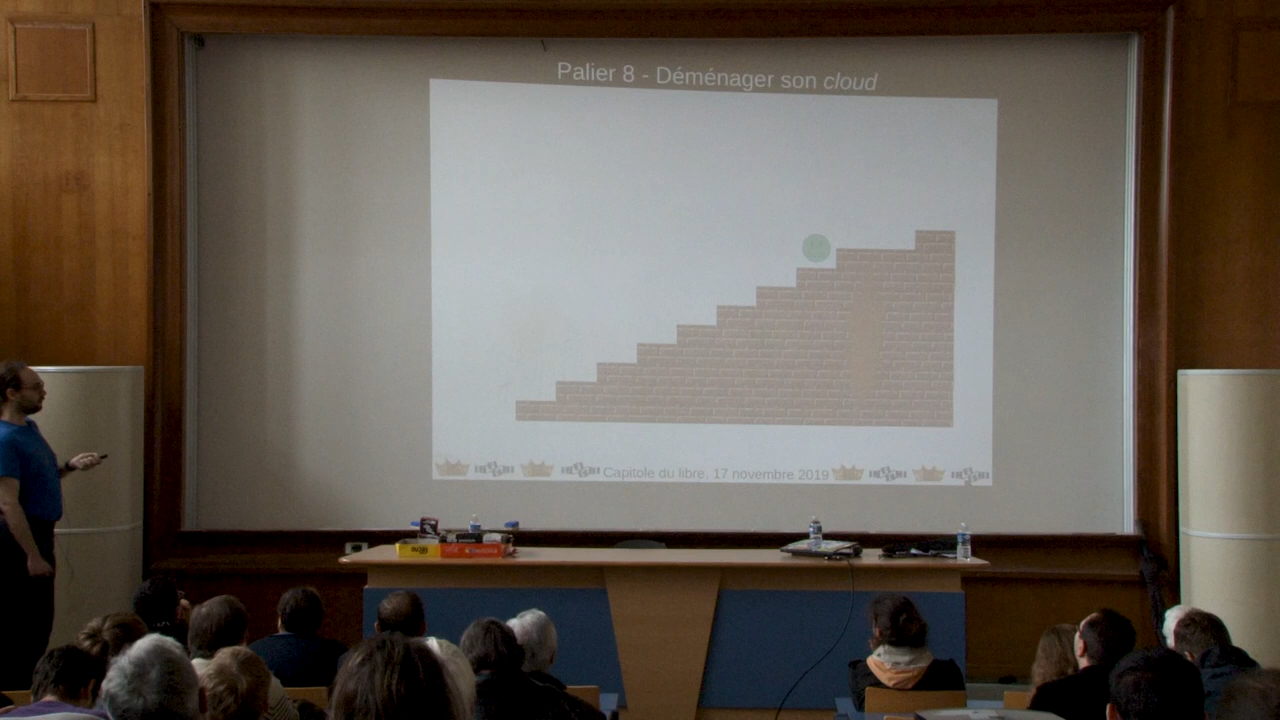 Palier 8 - Déménager son cloud
Capitole du libre, 17 novembre 2019